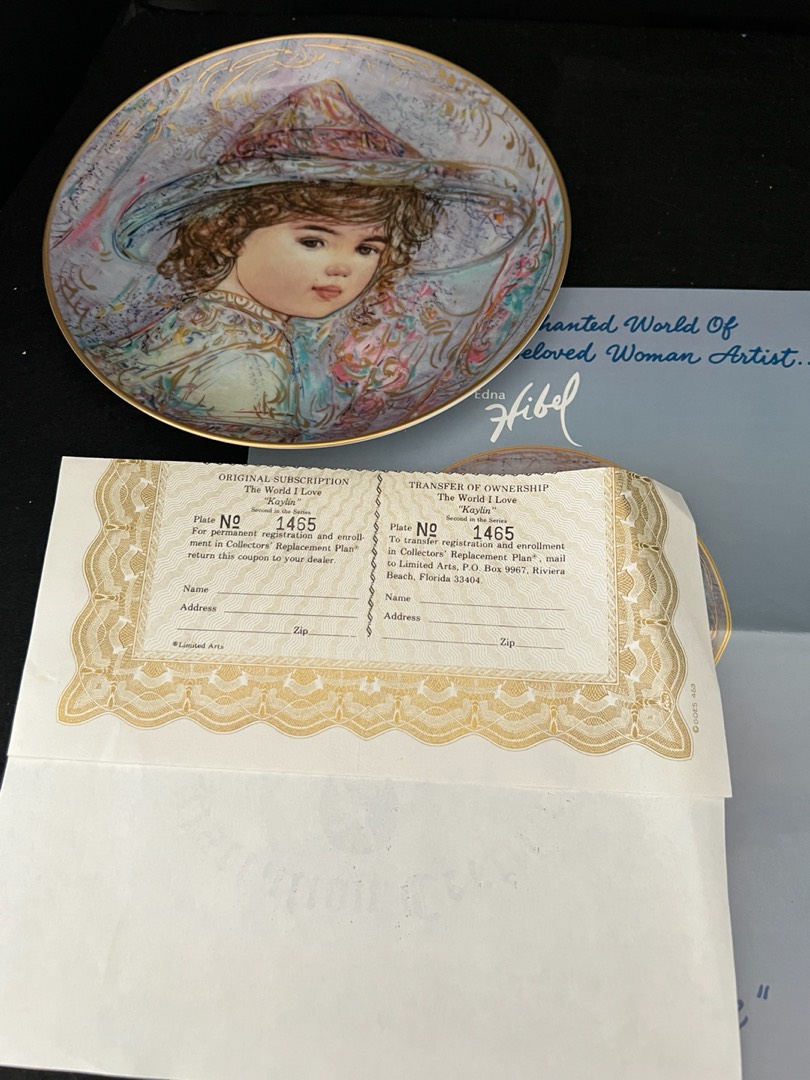 hanted World Of
eloved Woman Artist..
Edna
Hibel
ORIGINAL SUBSCRIPTION
The World I Love
"Kaylin"
Second in the Series
Plate No 1465
For permanent registration and enroll-
ment in Collectors' Replacement Plan®
return this coupon to your dealer.
Name
Address
Zip
®Limited Arts
TRANSFER OF OWNERSHIP
The World I Love
"Kaylin"
Second in the Series
Plate No 1465
To transfer registration and enrollment
in Collectors' Replacement Plan®, mail
to Limited Arts, P.O. Box 9967, Riviera
Beach, Florida 33404.
Name
Address
Zip
© GOES 463
"